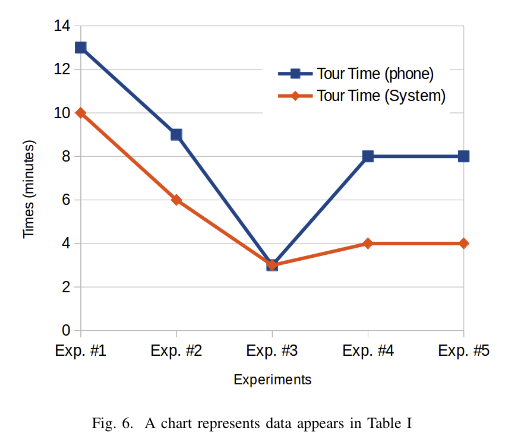 14
12
10
8
6
4
2
0
Times (minutes)
Tour Time (phone)
Tour Time (System)
Exp. #1 Exp. #2 Exp. #3 Exp. #4 Exp. #5
Experiments
Fig. 6. A chart represents data appears in Table I